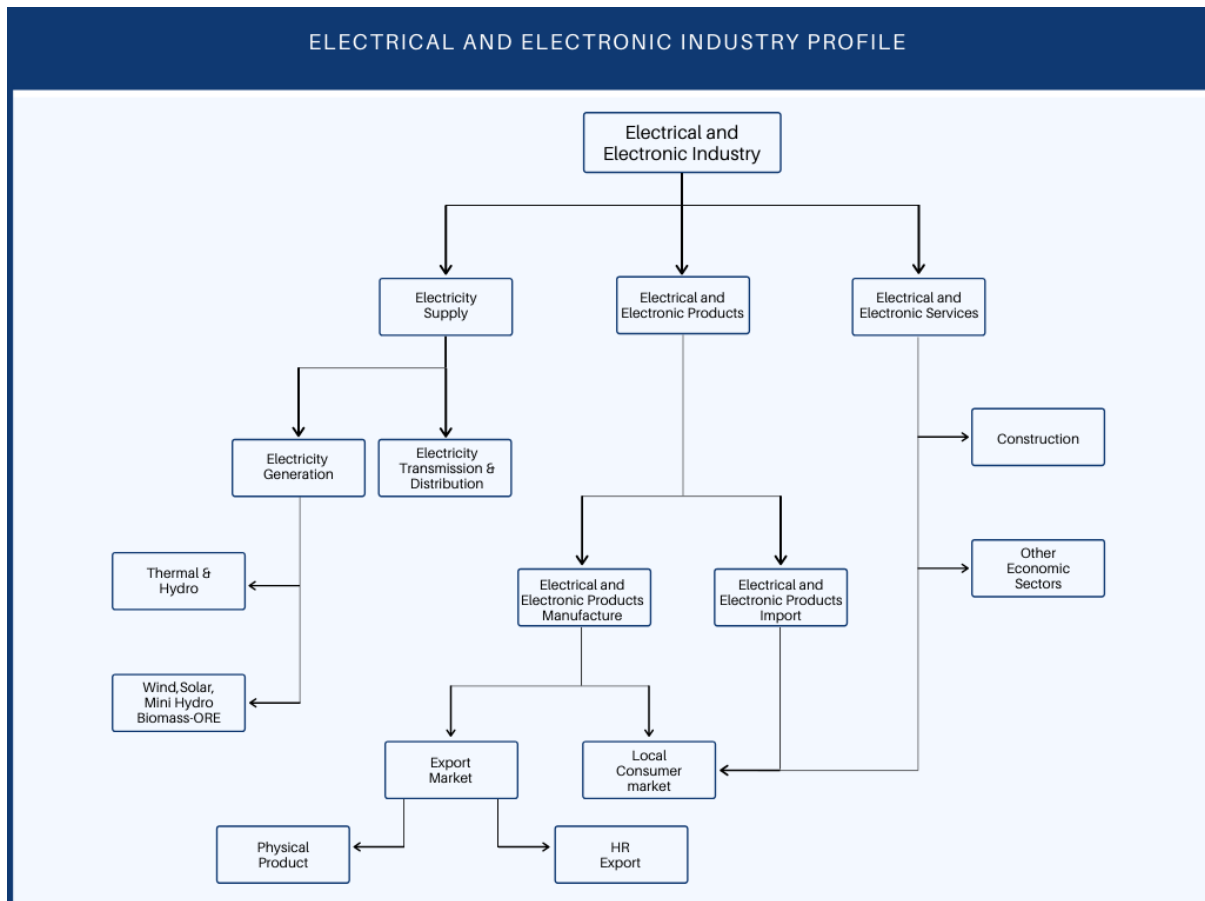 ELECTRICAL AND ELECTRONIC INDUSTRY PROFILE
Electrical and
Electronic Industry
Electricity
Supply
Electrical and
Electronic Products
Electrical and
Electronic Services
Electricity
Generation
Electricity
Transmission &
Distribution
Construction
Thermal &
Hydro
Electrical and
Electronic Products
Manufacture
Electrical and
Electronic Products
Import
Other
Economic
Sectors
Wind,Solar,
Mini Hydro
Biomass-ORE
Export
Market
Local
Consumer
market
Physical
Product
HR
Export